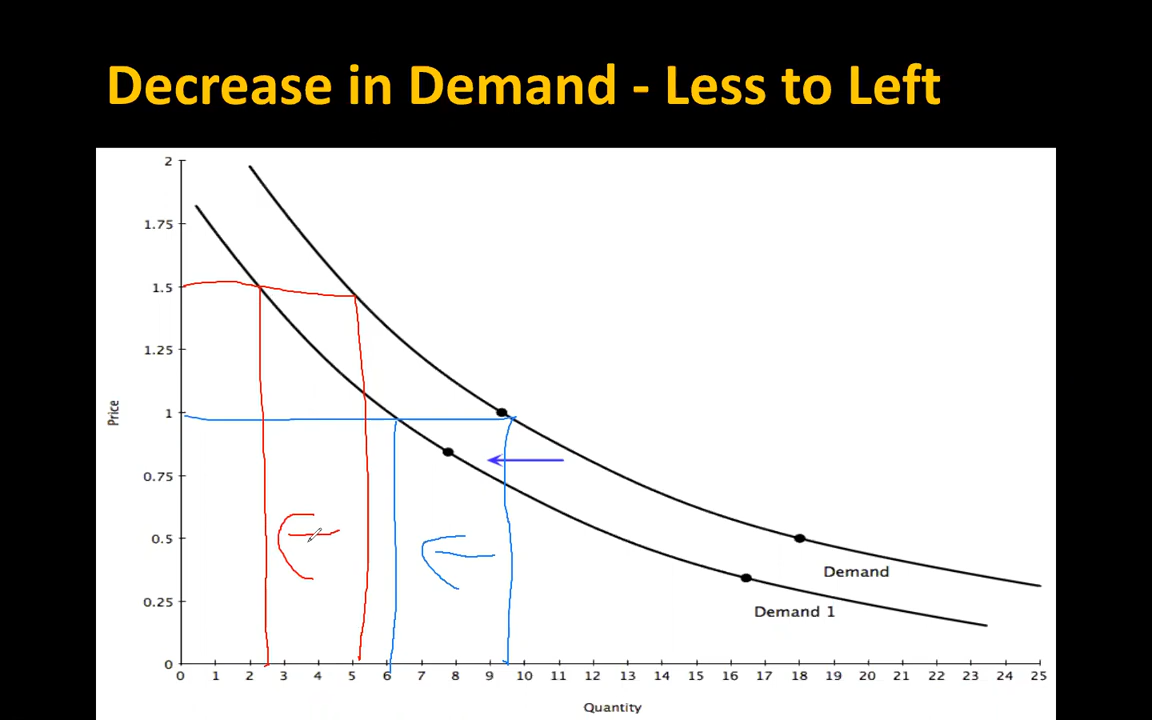 Decrease in Demand - Less to Left
2
1.75
1.5
1.25
Price
1
0.75
0.5
Demand
0.25
Demand 1
0
0 1 2 3 4 5 6 7 8 9 10 11 12 13 14 15 16 17 18 19 20 21 22 23 24 25
Quantity